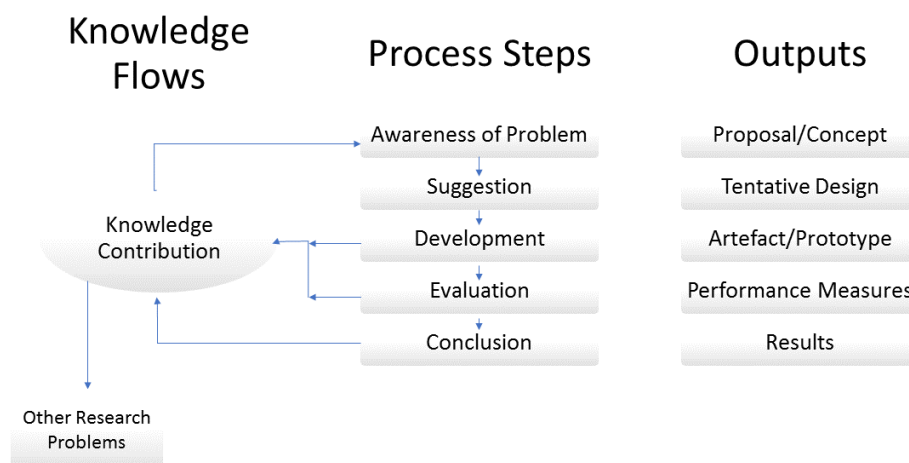 Knowledge
Flows
Process Steps
Outputs
Awareness of Problem
Proposal/Concept
Suggestion
Tentative Design
Knowledge
Contribution
Development
Artefact/Prototype
Evaluation
Performance Measures
Conclusion
Results
Other Research
Problems